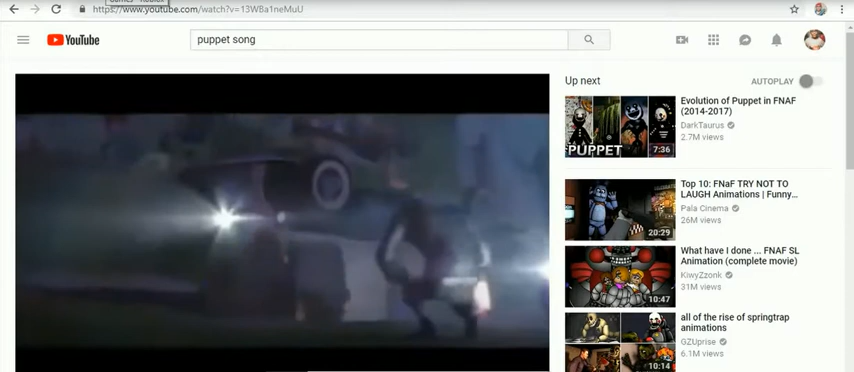 https://www.youtube.com/watch?v=13WBa1neMuU
YouTube
puppet song
Up next
AUTOPLAY
PUPPET
7:36
Evolution of Puppet in FNAF
(2014-2017)
DarkTaurus
2.7M views
20:29
Top 10: FNaF TRY NOT TO
LAUGH Animations | Funny...
Pala Cinema
26M views
10:47
What have I done ... FNAF SL
Animation (complete movie)
KiwyZzonk
31M views
10:14
all of the rise of springtrap
animations
GZUprise
6.1M views